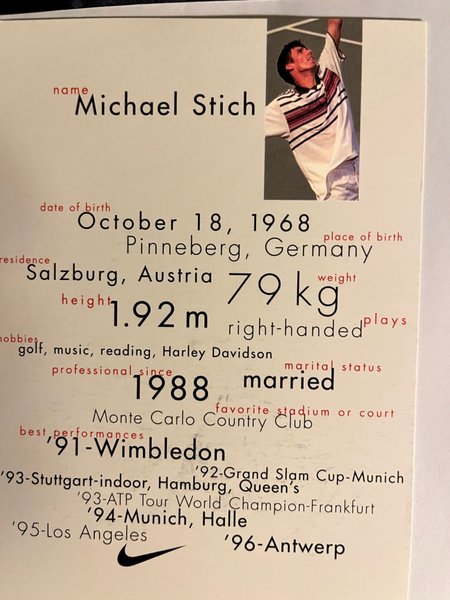 name
Michael Stich
date of birth
October 18, 1968
place of birth
Pinneberg, Germany
residence
Salzburg, Austria
weight
79 kg
height
1.92 m
plays
right-handed
hobbies
golf, music, reading, Harley Davidson
marital status
married
professional since
1988
favorite stadium or court
Monte Carlo Country Club
best performances
'91-Wimbledon
'92-Grand Slam Cup-Munich
'93-Stuttgart-indoor, Hamburg, Queen's
'93-ATP Tour World Champion-Frankfurt
'94-Munich, Halle
'95-Los Angeles
'96-Antwerp